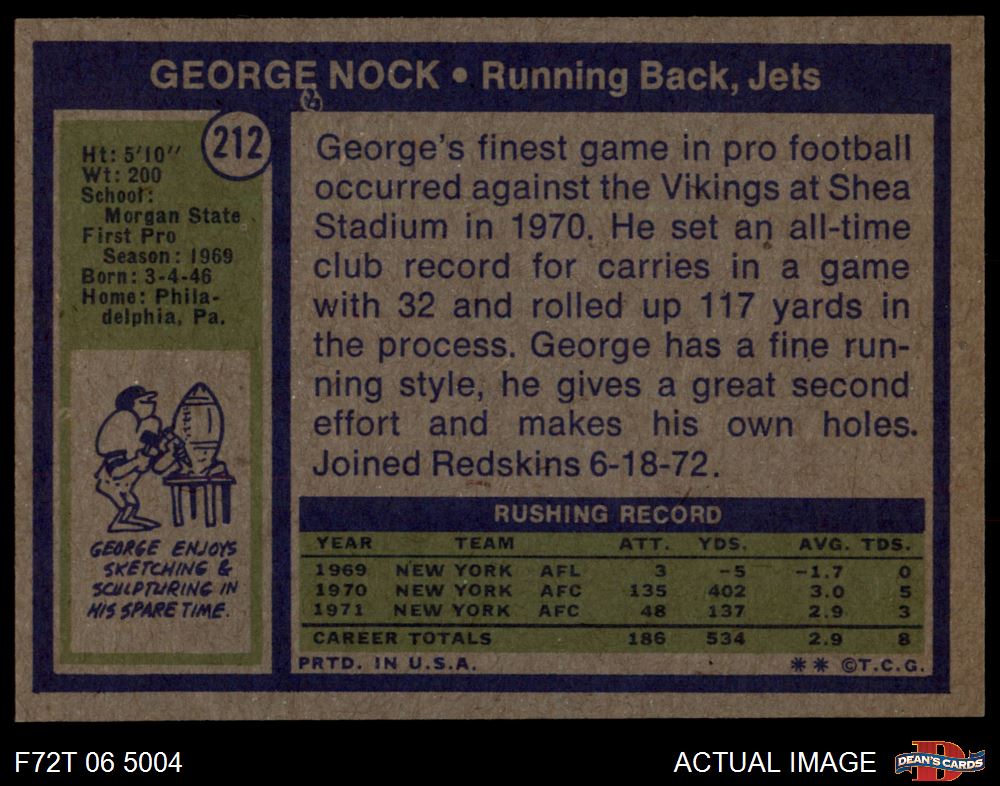 GEORGE NOCK • Running Back, Jets
212
Ht: 5'10''
Wt: 200
School:
Morgan State
First Pro
Season: 1969
Born: 3-4-46
Home: Phila-
delphia, Pa.
GEORGE ENJOYS
SKETCHING &
SCULPTURING IN
HIS SPARE TIME.
George's finest game in pro football
occurred against the Vikings at Shea
Stadium in 1970. He set an all-time
club record for carries in a game
with 32 and rolled up 117 yards in
the process. George has a fine run-
ning style, he gives a great second
effort and makes his own holes.
Joined Redskins 6-18-72.
RUSHING RECORD
YEAR TEAM ATT. YDS. AVG. TDS.
1969 NEW YORK AFL 3 -5 -1.7 0
1970 NEW YORK AFC 135 402 3.0 5
1971 NEW YORK AFC 48 137 2.9 3
CAREER TOTALS 186 534 2.9 8
PRTD. IN U.S.A. ** ©T.C.G.
F72T 06 5004 ACTUAL IMAGE
D
DEAN'S CARDS